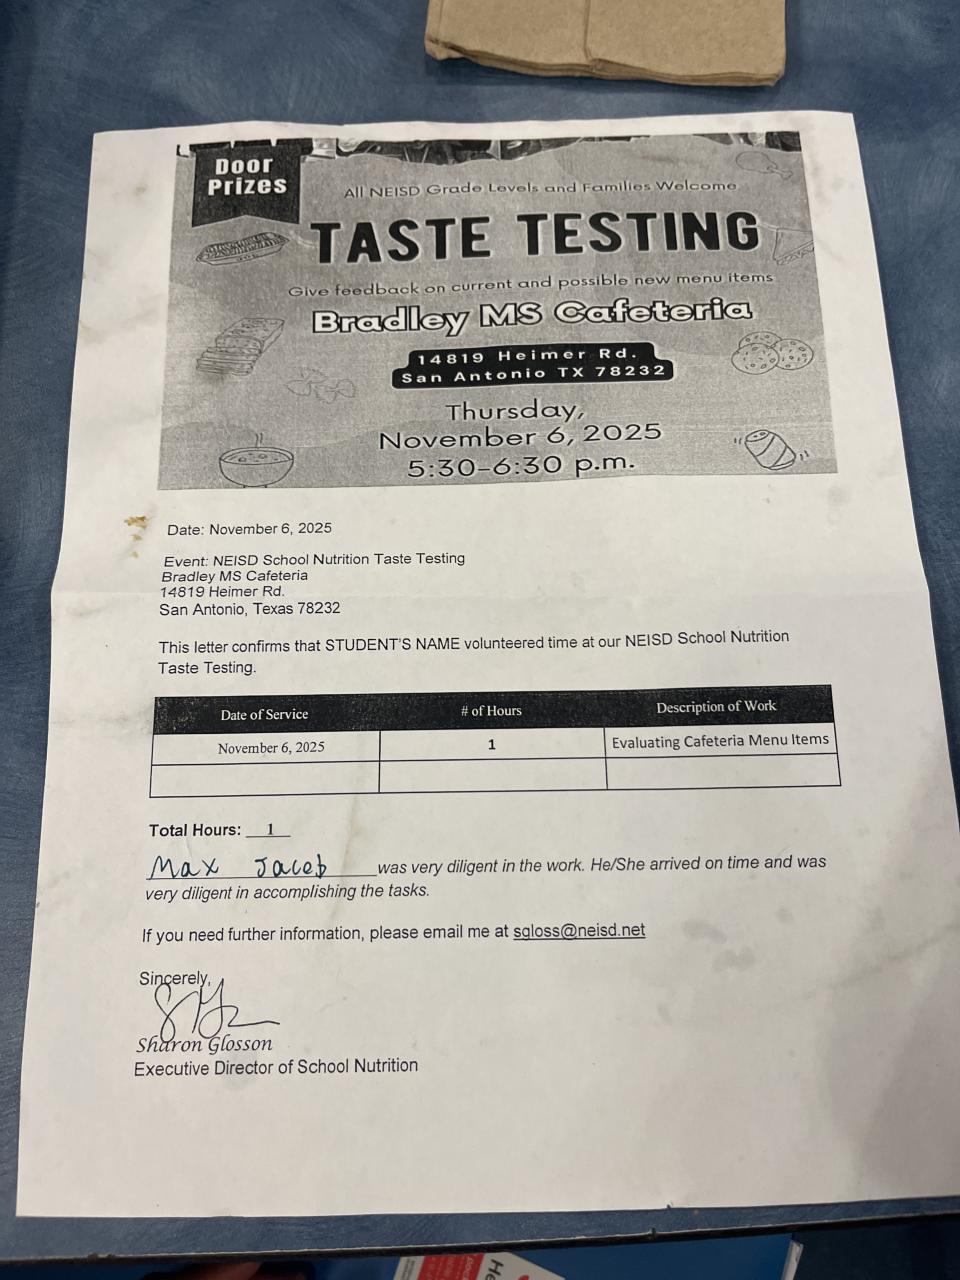 Door
Prizes
All NEISD Grade Levels and Families Welcome
TASTE TESTING
Give feedback on current and possible new menu items
Bradley MS Cafeteria
14819 Heimer Rd.
San Antonio TX 78232
Thursday,
November 6, 2025
5:30-6:30 p.m.
Date: November 6, 2025
Event: NEISD School Nutrition Taste Testing
Bradley MS Cafeteria
14819 Heimer Rd.
San Antonio, Texas 78232
This letter confirms that STUDENT'S NAME volunteered time at our NEISD School Nutrition
Taste Testing.
Date of Service # of Hours Description of Work
November 6, 2025 1 Evaluating Cafeteria Menu Items
Total Hours: 1
Max Jacob was very diligent in the work. He/She arrived on time and was
very diligent in accomplishing the tasks.
If you need further information, please email me at sgloss@neisd.net
Sincerely,
Sharon Glosson
Executive Director of School Nutrition